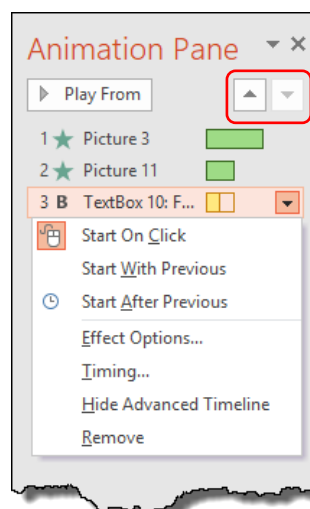 Animation Pane
Play From
1 Picture 3
2 Picture 11
3 B TextBox 10: F...
Start On Click
Start With Previous
Start After Previous
Effect Options...
Timing...
Hide Advanced Timeline
Remove